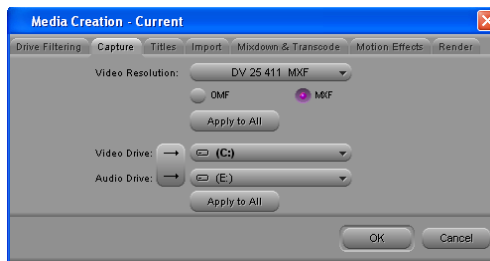 Media Creation - Current
Drive Filtering Capture Titles Import Mixdown & Transcode Motion Effects Render
Video Resolution: DV 25 411 MXF
OMF MXF
Apply to All
Video Drive: (C:)
Audio Drive: (E:)
Apply to All
OK Cancel